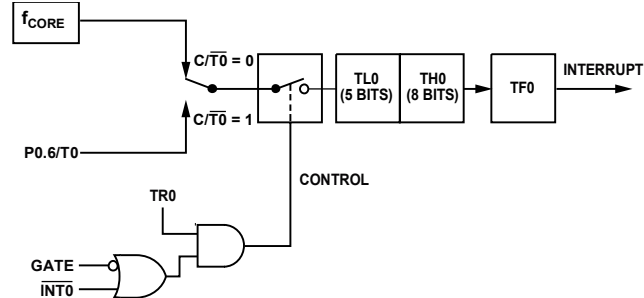 fCORE
C/T0̅ = 0
TL0
(5 BITS)
TH0
(8 BITS)
TF0
INTERRUPT
C/T0̅ = 1
P0.6/T0
CONTROL
TR0
GATE
I̅N̅T̅0̅